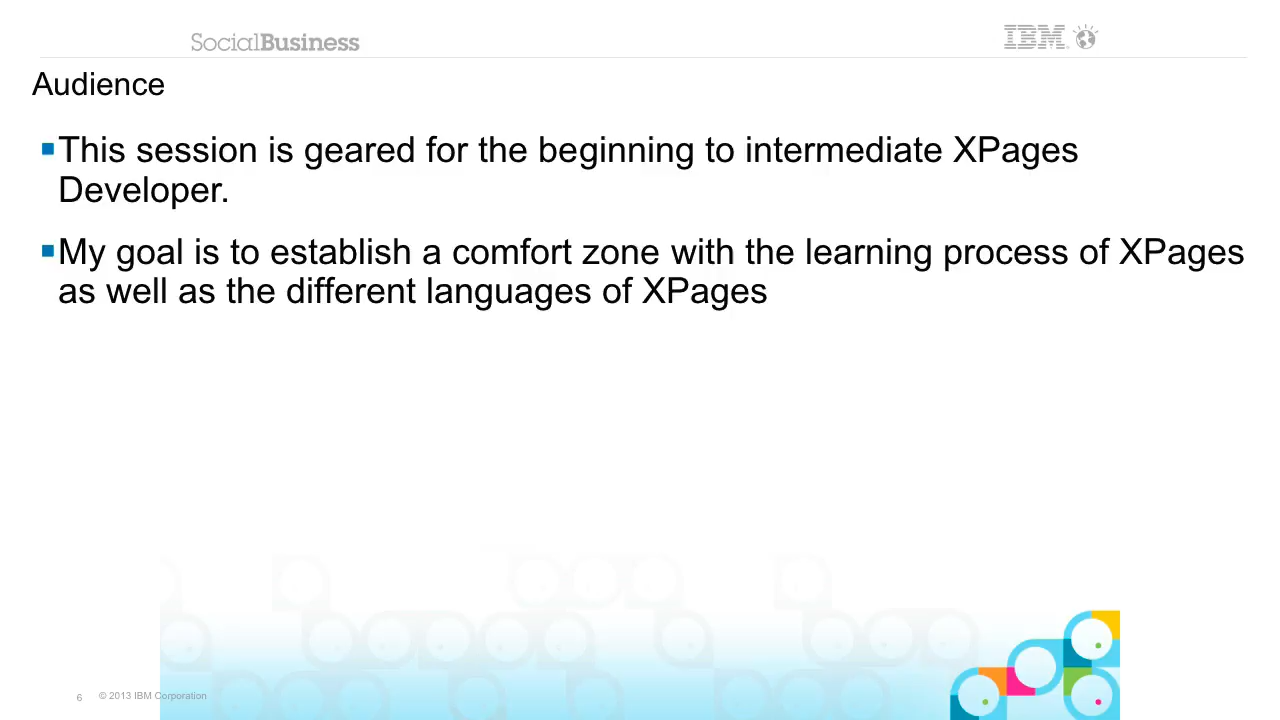 SocialBusiness
IBM
Audience
▪This session is geared for the beginning to intermediate XPages
Developer.
▪My goal is to establish a comfort zone with the learning process of XPages
as well as the different languages of XPages
6 © 2013 IBM Corporation